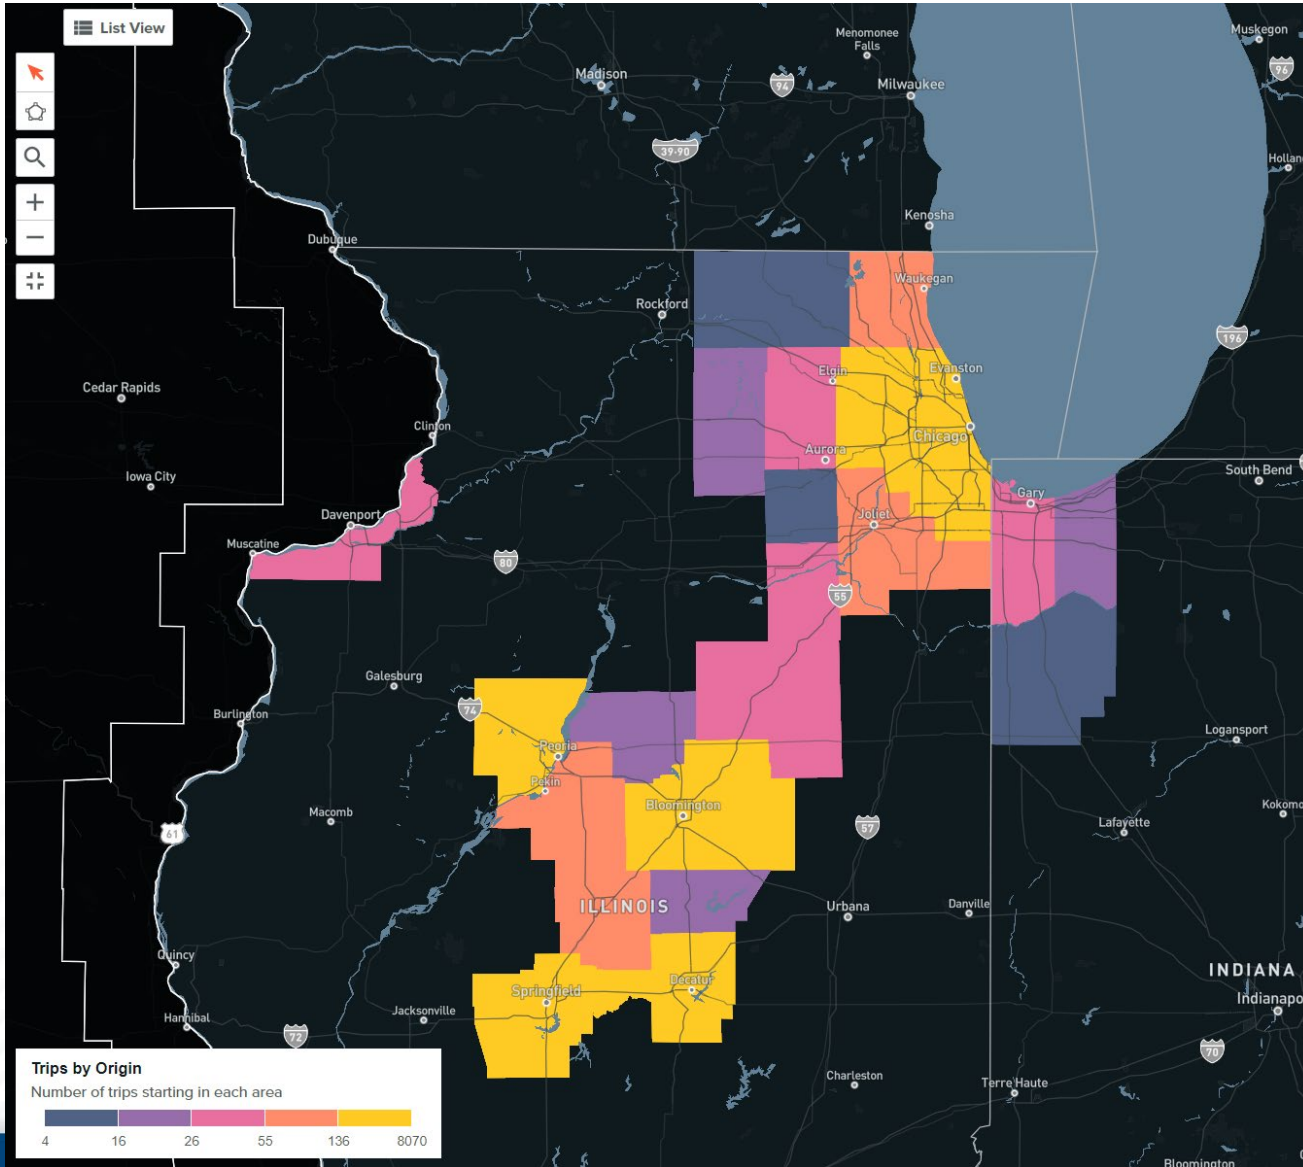 List View
Muskegon
Menomonee
Falls
96
Madison
94
Milwaukee
39-90
Holland
Kenosha
Dubuque
Waukegan
Rockford
196
Cedar Rapids
Elgin
Evanston
Clinton
Chicago
Aurora
Iowa City
South Bend
Gary
Davenport
Joliet
Muscatine
80
55
Galesburg
74
Burlington
Logansport
Peoria
Pekin
Bloomington
Kokomo
Macomb
61
57
Lafayette
ILLINOIS
Urbana
Danville
Quincy
INDIANA
Springfield
Decatur
Indianapo
Jacksonville
Hannibal
72
70
Charleston
Terre Haute
Bloomington
Trips by Origin
Number of trips starting in each area
4 16 26 55 136 8070